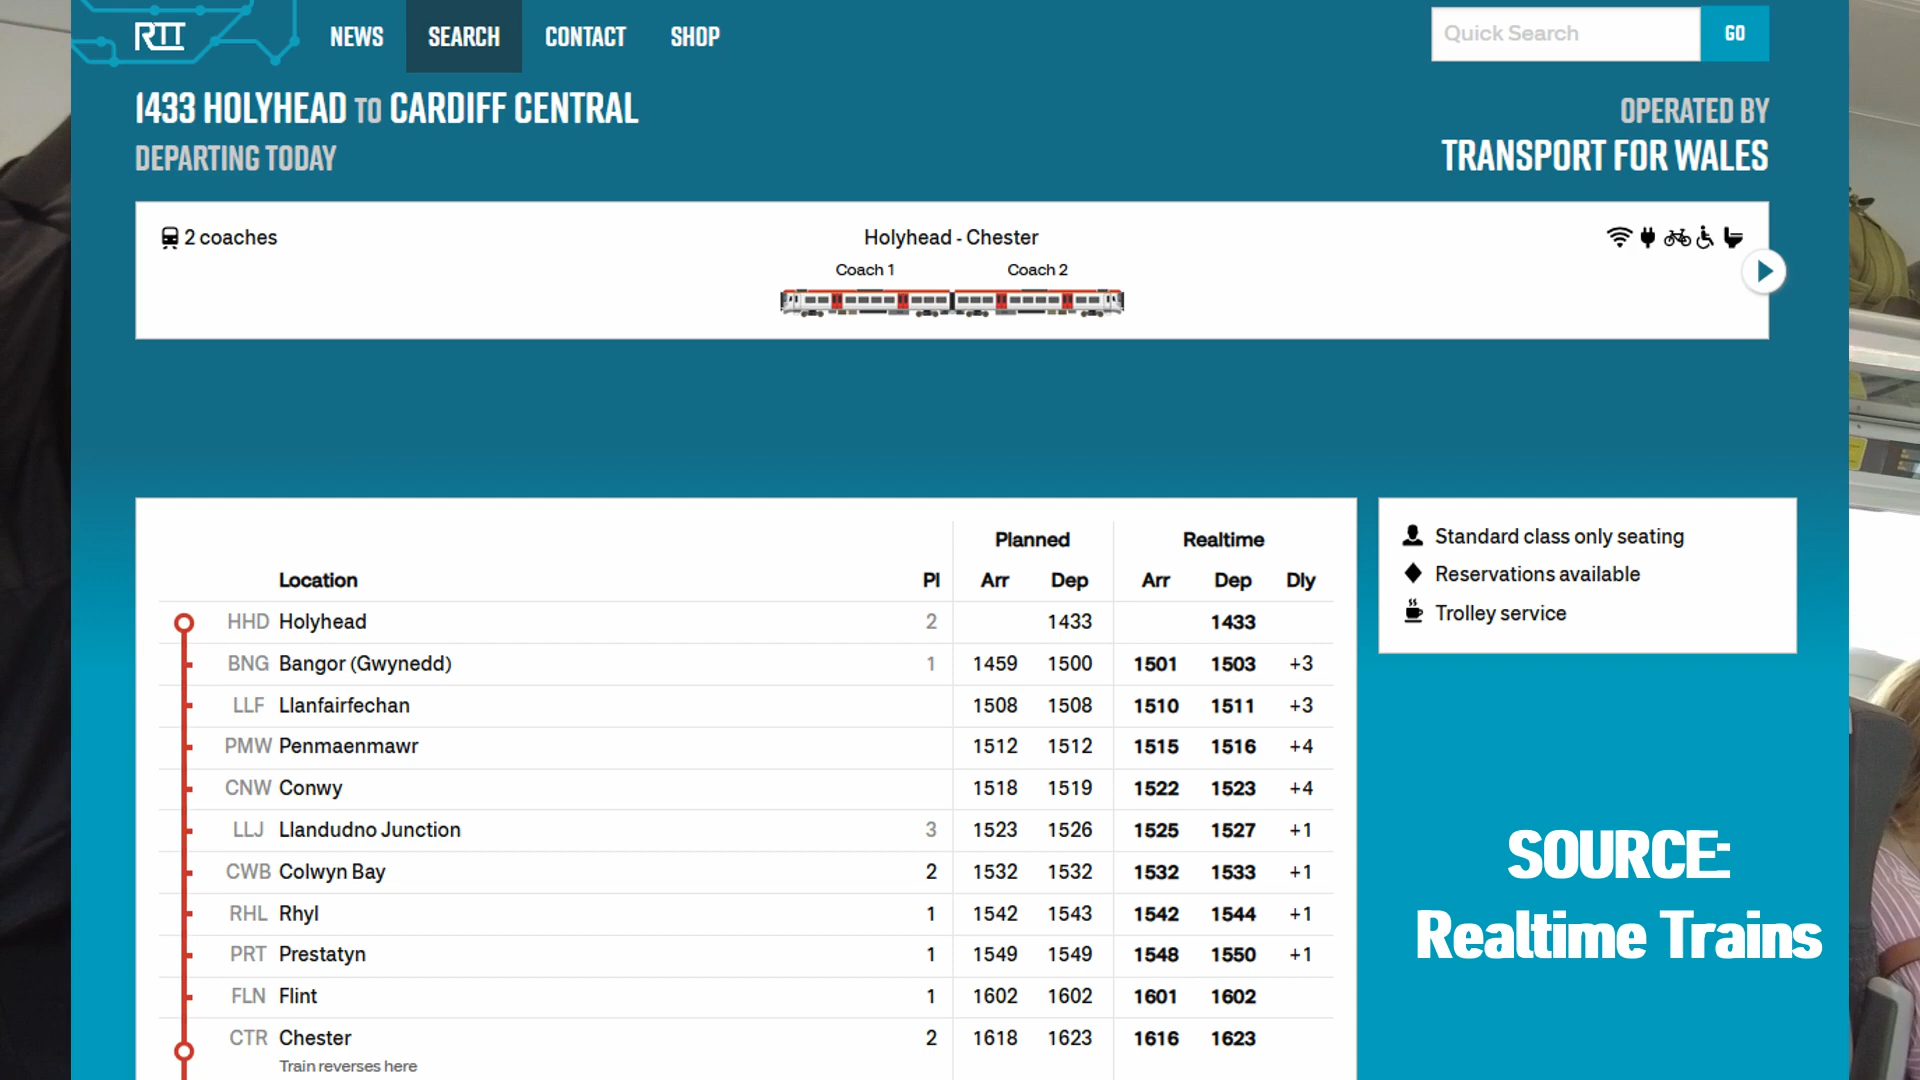 RTT NEWS SEARCH CONTACT SHOP Quick Search GO
1433 HOLYHEAD TO CARDIFF CENTRAL
DEPARTING TODAY
OPERATED BY
TRANSPORT FOR WALES
2 coaches
Holyhead - Chester
Coach 1 Coach 2
Planned Realtime
Location Pl Arr Dep Arr Dep Dly
HHD Holyhead 2 1433 1433
BNG Bangor (Gwynedd) 1 1459 1500 1501 1503 +3
LLF Llanfairfechan 1508 1508 1510 1511 +3
PMW Penmaenmawr 1512 1512 1515 1516 +4
CNW Conwy 1518 1519 1522 1523 +4
LLJ Llandudno Junction 3 1523 1526 1525 1527 +1
CWB Colwyn Bay 2 1532 1532 1532 1533 +1
RHL Rhyl 1 1542 1543 1542 1544 +1
PRT Prestatyn 1 1549 1549 1548 1550 +1
FLN Flint 1 1602 1602 1601 1602
CTR Chester 2 1618 1623 1616 1623
Train reverses here
Standard class only seating
Reservations available
Trolley service
SOURCE:
Realtime Trains